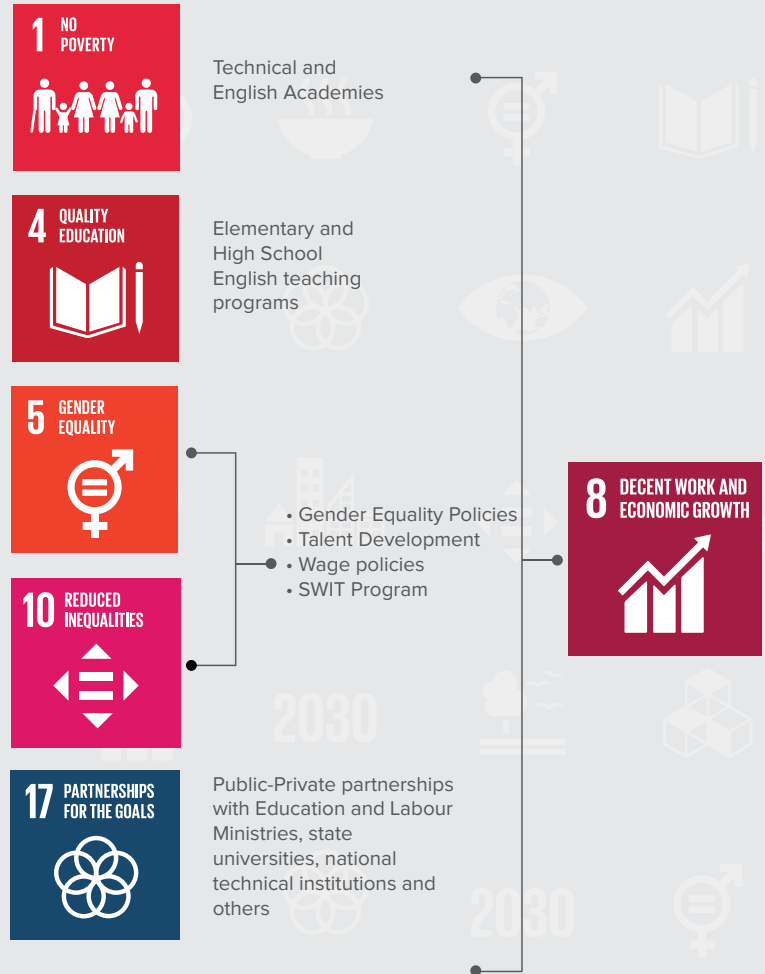 1 NO
POVERTY
Technical and
English Academies
4 QUALITY
EDUCATION
Elementary and
High School
English teaching
programs
5 GENDER
EQUALITY
• Gender Equality Policies
• Talent Development
• Wage policies
• SWIT Program
8 DECENT WORK AND
ECONOMIC GROWTH
10 REDUCED
INEQUALITIES
2030
17 PARTNERSHIPS
FOR THE GOALS
Public-Private partnerships
with Education and Labour
Ministries, state
universities, national
technical institutions and
others
2030